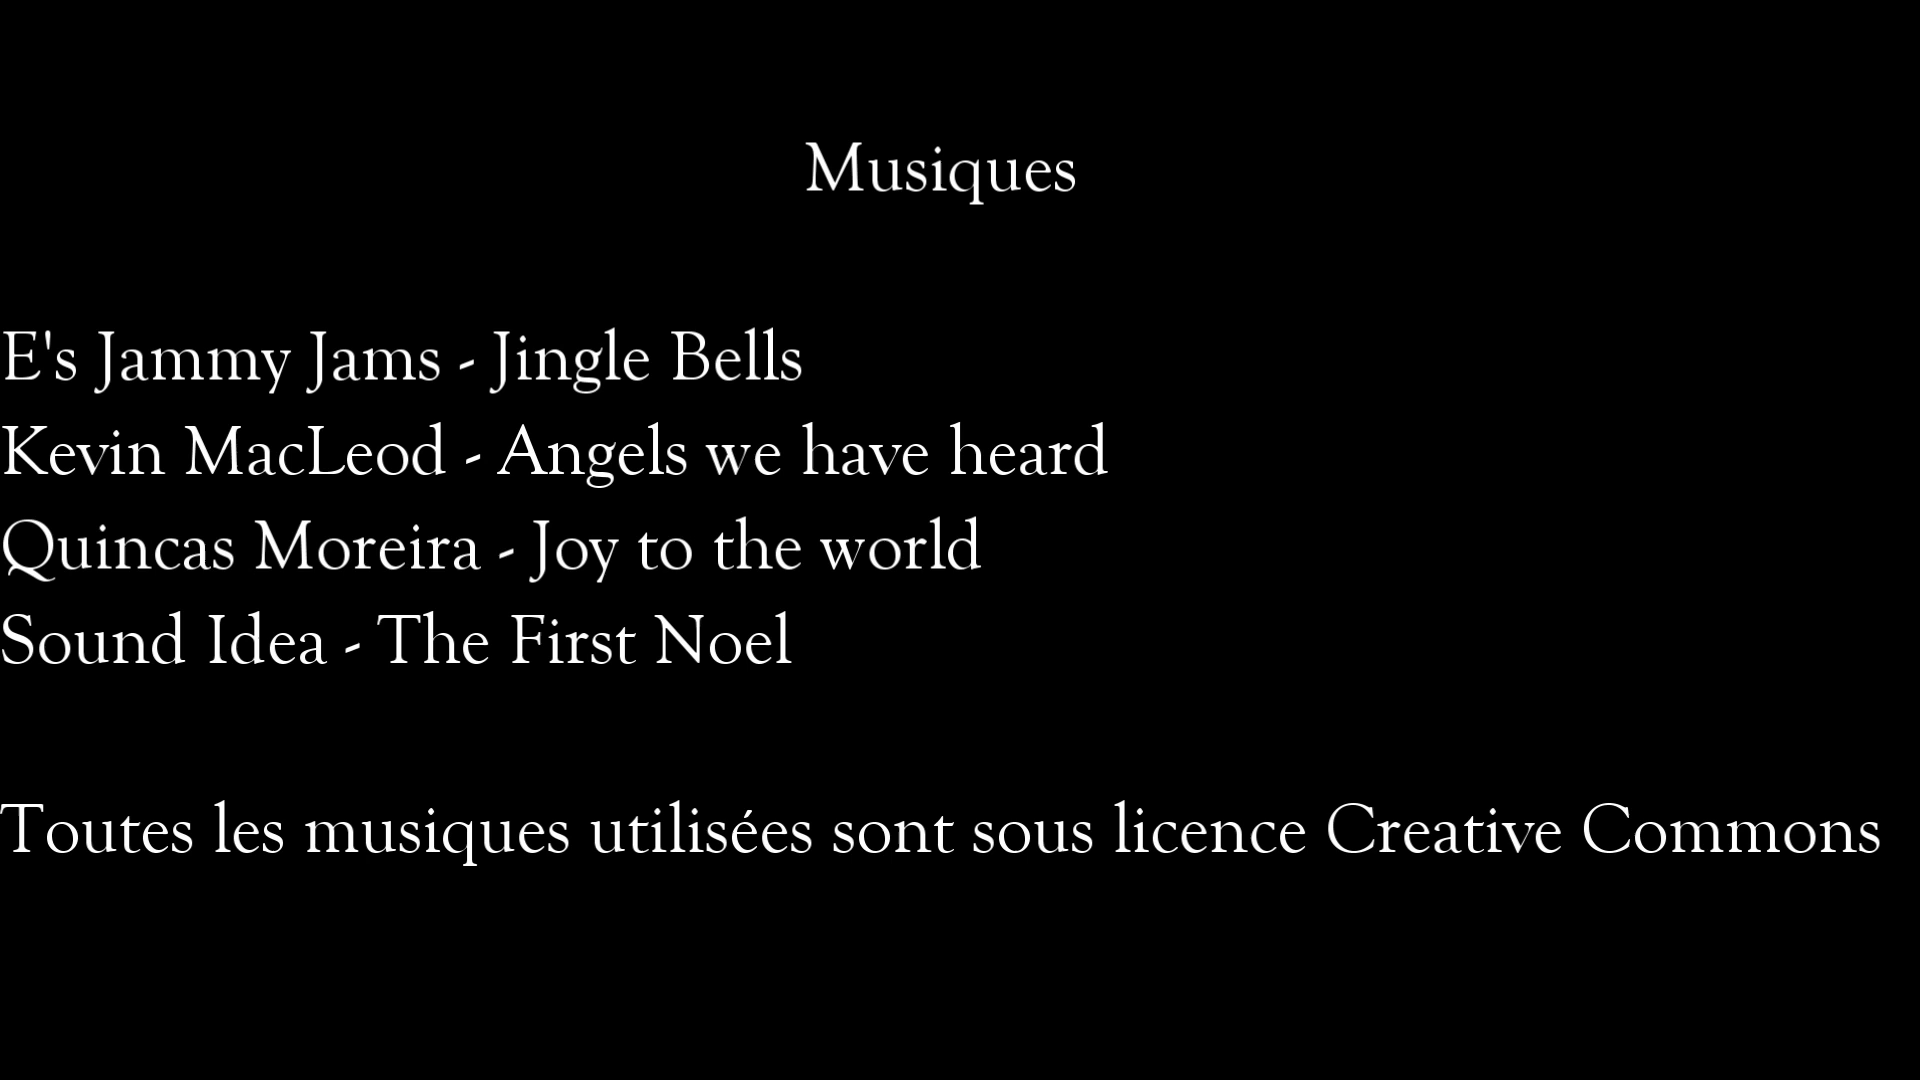 Musiques
E's Jammy Jams - Jingle Bells
Kevin MacLeod - Angels we have heard
Quincas Moreira - Joy to the world
Sound Idea - The First Noel
Toutes les musiques utilisées sont sous licence Creative Commons